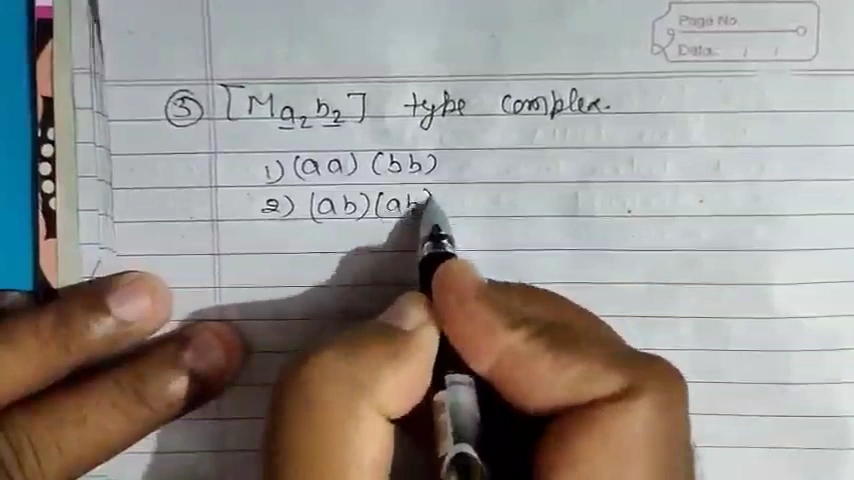 Page No.
Date: / /
⑤ [Ma₂b₂] type complex.
1) (aa) (bb)
2) (ab)(ab)